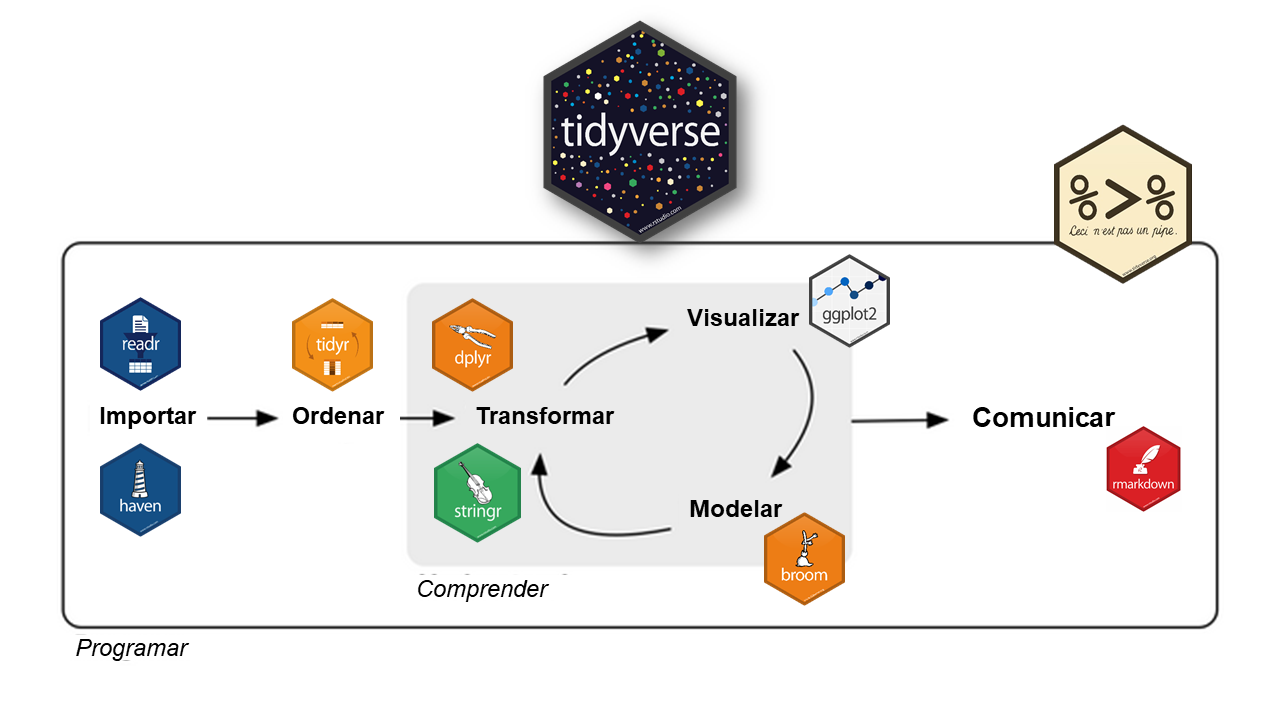 tidyverse
www.rstudio.com
%>%
Ceci n'est pas un pipe.
readr
tidyr
dplyr
Visualizar
ggplot2
Importar
Ordenar
Transformar
Comunicar
haven
stringr
Modelar
rmarkdown
broom
Comprender
Programar